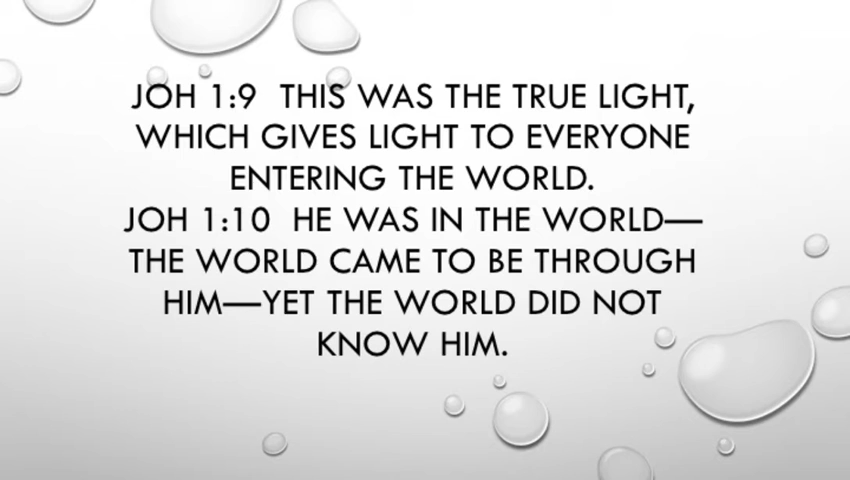 JOH 1:9 THIS WAS THE TRUE LIGHT,
WHICH GIVES LIGHT TO EVERYONE
ENTERING THE WORLD.
JOH 1:10 HE WAS IN THE WORLD—
THE WORLD CAME TO BE THROUGH
HIM—YET THE WORLD DID NOT
KNOW HIM.